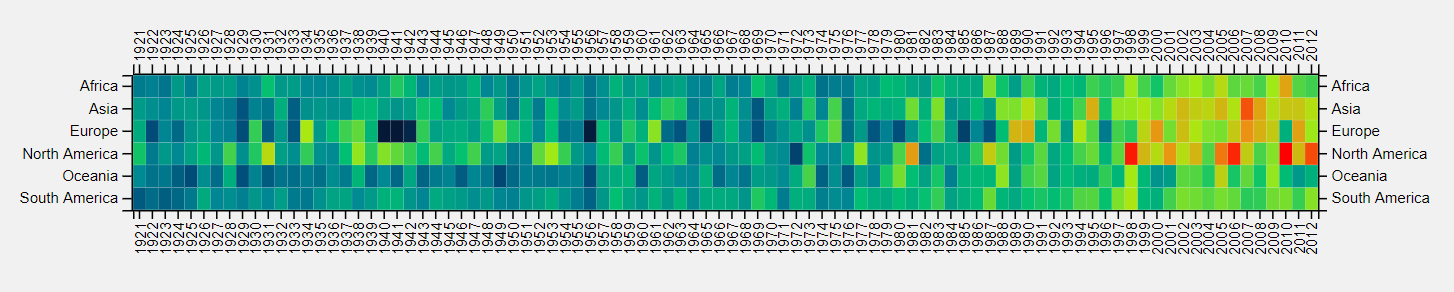 1921 1922 1923 1924 1925 1926 1927 1928 1929 1930 1931 1932 1933 1934 1935 1936 1937 1938 1939 1940 1941 1942 1943 1944 1945 1946 1947 1948 1949 1950 1951 1952 1953 1954 1955 1956 1957 1958 1959 1960 1961 1962 1963 1964 1965 1966 1967 1968 1969 1970 1971 1972 1973 1974 1975 1976 1977 1978 1979 1980 1981 1982 1983 1984 1985 1986 1987 1988 1989 1990 1991 1992 1993 1994 1995 1996 1997 1998 1999 2000 2001 2002 2003 2004 2005 2006 2007 2008 2009 2010 2011 2012
Africa Africa
Asia Asia
Europe Europe
North America North America
Oceania Oceania
South America South America
1921 1922 1923 1924 1925 1926 1927 1928 1929 1930 1931 1932 1933 1934 1935 1936 1937 1938 1939 1940 1941 1942 1943 1944 1945 1946 1947 1948 1949 1950 1951 1952 1953 1954 1955 1956 1957 1958 1959 1960 1961 1962 1963 1964 1965 1966 1967 1968 1969 1970 1971 1972 1973 1974 1975 1976 1977 1978 1979 1980 1981 1982 1983 1984 1985 1986 1987 1988 1989 1990 1991 1992 1993 1994 1995 1996 1997 1998 1999 2000 2001 2002 2003 2004 2005 2006 2007 2008 2009 2010 2011 2012